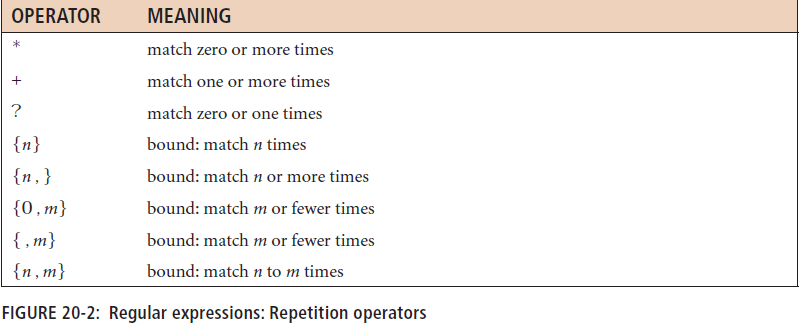 OPERATOR MEANING
* match zero or more times
+ match one or more times
? match zero or one times
{n} bound: match n times
{n,} bound: match n or more times
{0,m} bound: match m or fewer times
{,m} bound: match m or fewer times
{n,m} bound: match n to m times
FIGURE 20-2: Regular expressions: Repetition operators